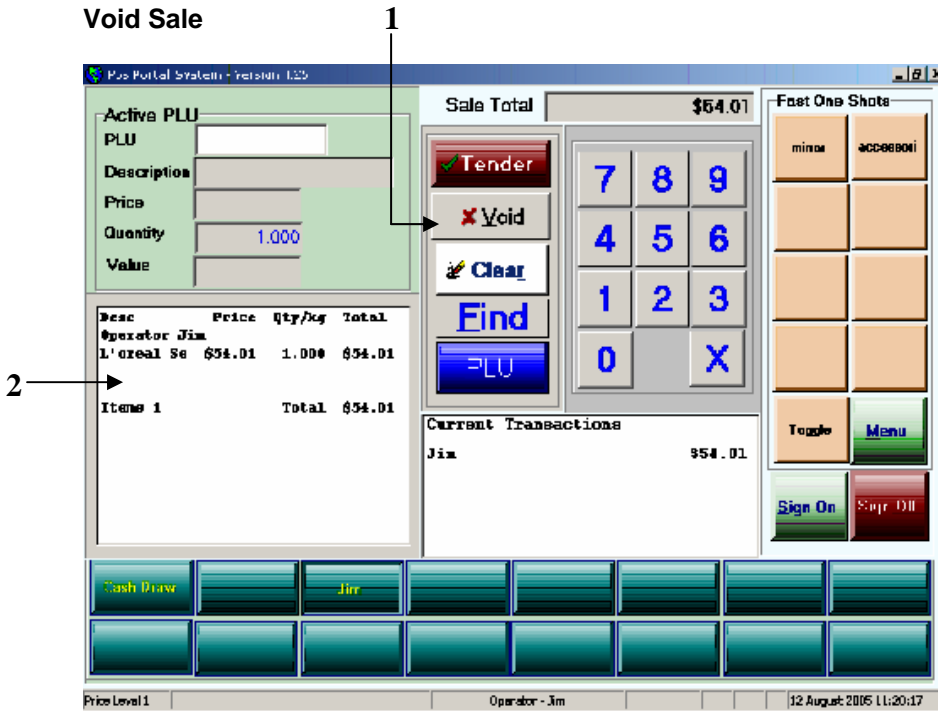 Void Sale
1
Pos Portal System - Version 1.25
Active PLU
PLU
Description
Price
Quantity 1.000
Value
Sale Total $54.01
Tender
Void
Clear
Find
PLU
7 8 9
4 5 6
1 2 3
0 X
Fast One Shots
minor accessori
Toggle Menu
Sign On Sign Off
2
Desc Price Qty/kg Total
Operator Jim
L'oreal Se $54.01 1.000 $54.01
Items 1 Total $54.01
Current Transactions
Jim $54.01
Cash Draw Jim
Price Level 1 Operator - Jim 12 August 2005 11:20:17